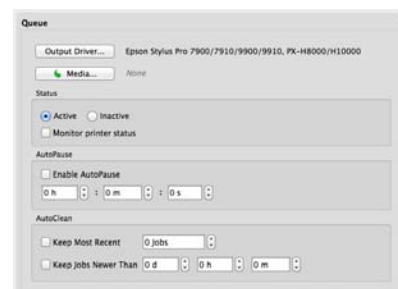 Queue
Output Driver... Epson Stylus Pro 7900/7910/9900/9910, PX-H8000/H10000
Media... None
Status
Active Inactive
Monitor printer status
AutoPause
Enable AutoPause
0 h : 0 m : 0 s
AutoClean
Keep Most Recent 0 Jobs
Keep Jobs Newer Than 0 d 0 h 0 m